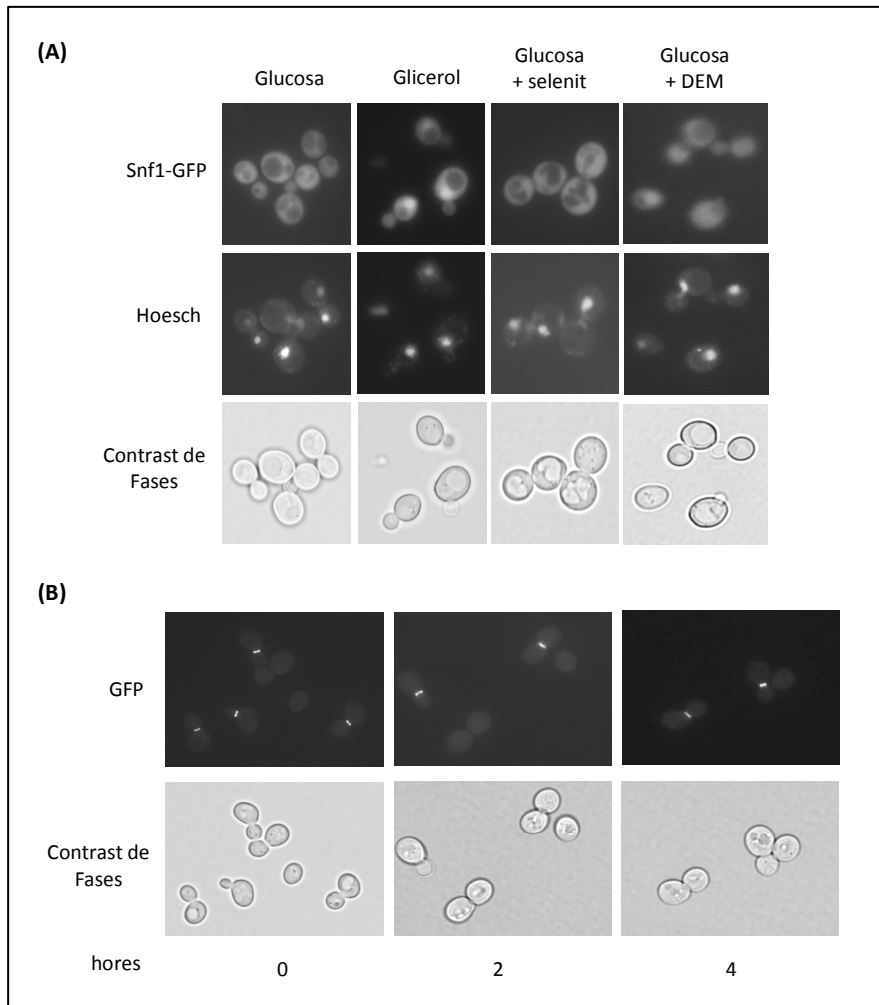 (A)
Glucosa
Glicerol
Glucosa
+ selenit
Glucosa
+ DEM
Snf1-GFP
Hoesch
Contrast de
Fases
(B)
GFP
Contrast de
Fases
hores
0
2
4